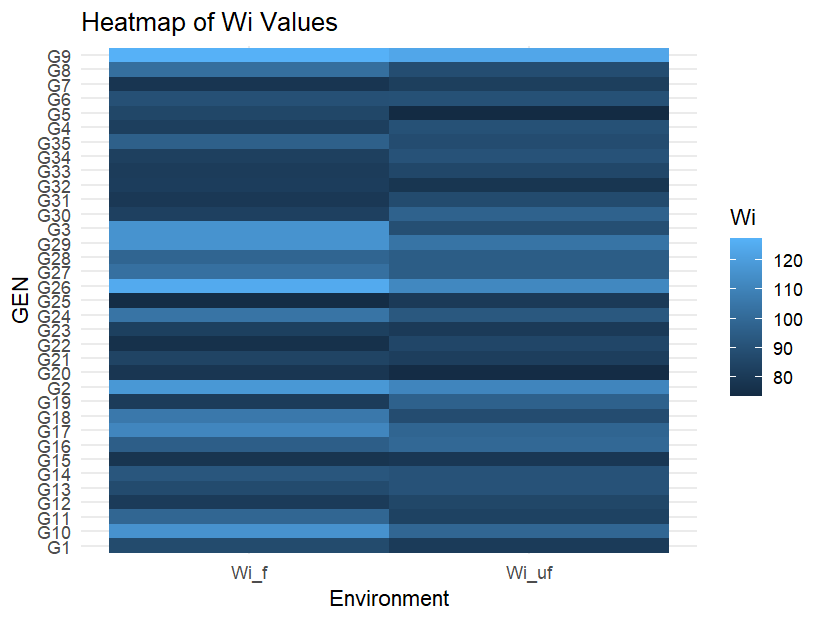 Heatmap of Wi Values
GEN
G9
G8
G7
G6
G5
G4
G35
G34
G33
G32
G31
G30
G3
G29
G28
G27
G26
G25
G24
G23
G22
G21
G20
G2
G19
G18
G17
G16
G15
G14
G13
G12
G11
G10
G1
Wi_f
Wi_uf
Environment
Wi
120
110
100
90
80